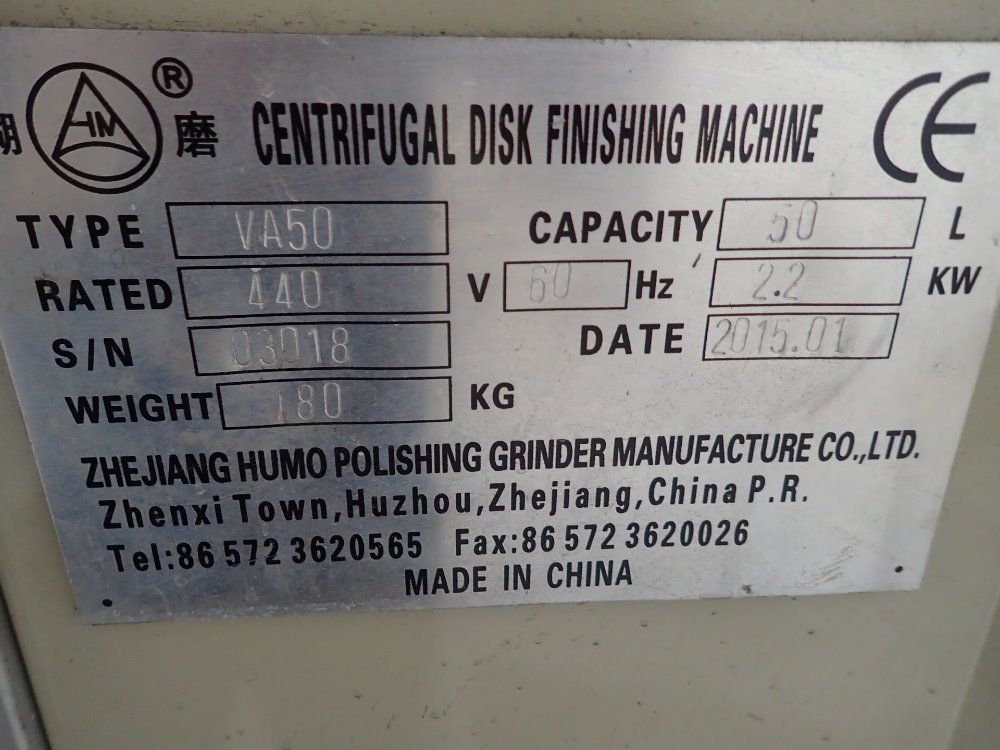 湖 HM ® 磨 CENTRIFUGAL DISK FINISHING MACHINE CE
TYPE VA50 CAPACITY 50 L
RATED 440 V 60 Hz 2.2 KW
S/N 03018 DATE 2015.01
WEIGHT 180 KG
ZHEJIANG HUMO POLISHING GRINDER MANUFACTURE CO.,LTD.
Zhenxi Town,Huzhou,Zhejiang,China P.R.
Tel:86 572 3620565 Fax:86 572 3620026
MADE IN CHINA